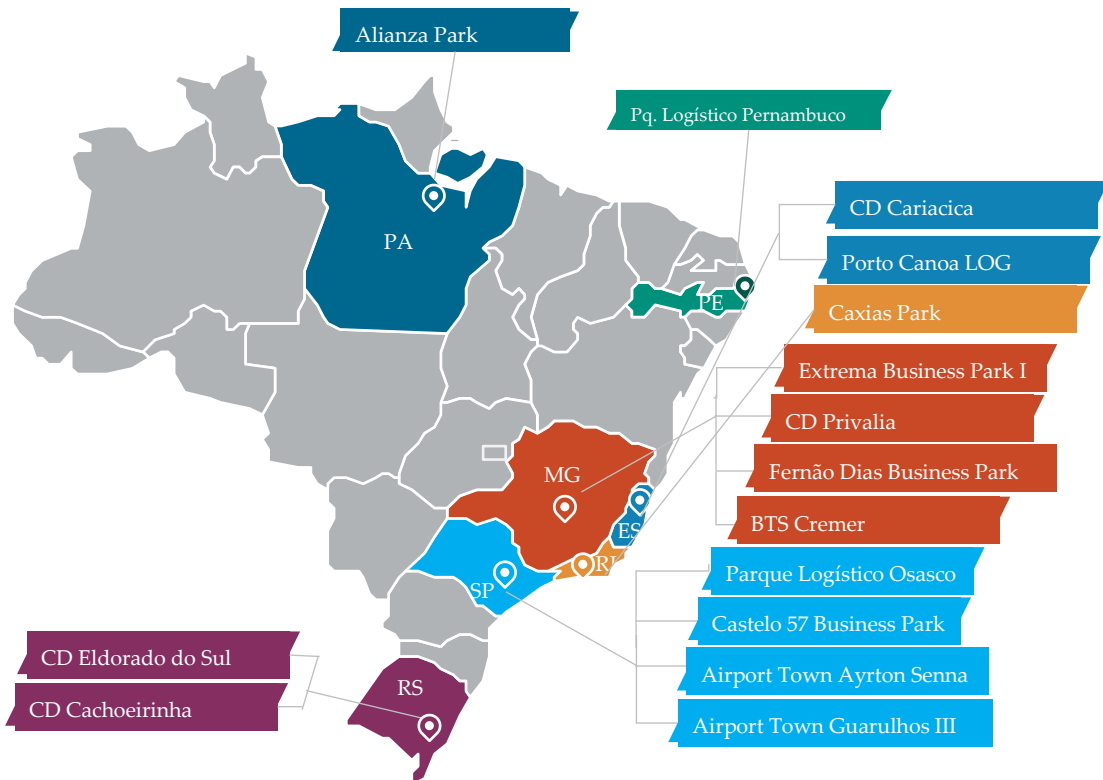 Alianza Park
Pq. Logístico Pernambuco
CD Cariacica
Porto Canoa LOG
Caxias Park
Extrema Business Park I
CD Privalia
Fernão Dias Business Park
BTS Cremer
Parque Logístico Osasco
Castelo 57 Business Park
Airport Town Ayrton Senna
Airport Town Guarulhos III
CD Eldorado do Sul
CD Cachoeirinha
PA
PE
MG
ES
RJ
SP
RS